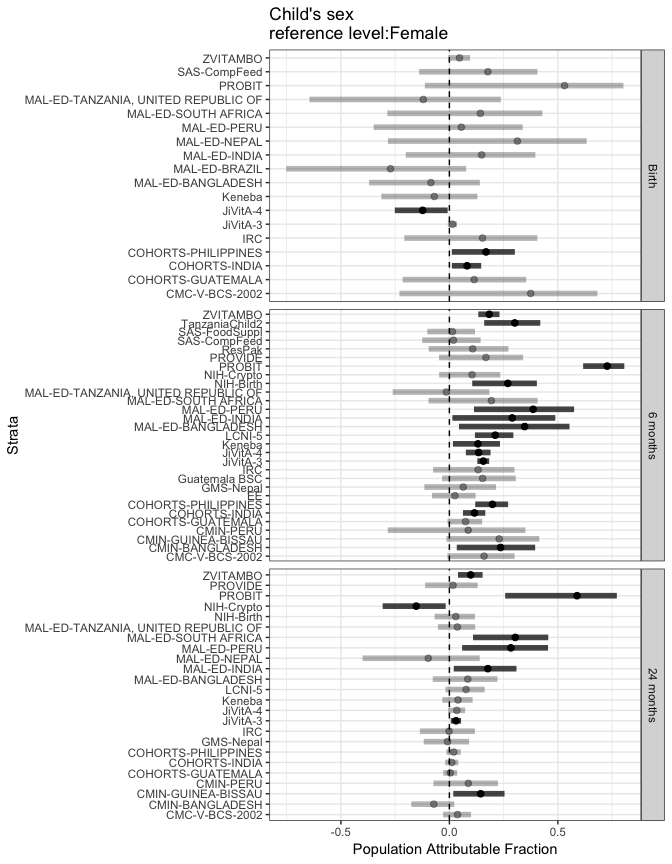 Child's sex
reference level:Female
ZVITAMBO
SAS-CompFeed
PROBIT
MAL-ED-TANZANIA, UNITED REPUBLIC OF
MAL-ED-SOUTH AFRICA
MAL-ED-PERU
MAL-ED-NEPAL
MAL-ED-INDIA
MAL-ED-BRAZIL
MAL-ED-BANGLADESH
Keneba
JiVitA-4
JiVitA-3
IRC
COHORTS-PHILIPPINES
COHORTS-INDIA
COHORTS-GUATEMALA
CMC-V-BCS-2002
Birth
ZVITAMBO
TanzaniaChild2
SAS-FoodSuppl
SAS-CompFeed
ResPak
PROVIDE
PROBIT
NIH-Crypto
NIH-Birth
MAL-ED-TANZANIA, UNITED REPUBLIC OF
MAL-ED-SOUTH AFRICA
MAL-ED-PERU
MAL-ED-INDIA
MAL-ED-BANGLADESH
LCNI-5
Keneba
JiVitA-4
JiVitA-3
IRC
Guatemala BSC
GMS-Nepal
EE
COHORTS-PHILIPPINES
COHORTS-INDIA
COHORTS-GUATEMALA
CMIN-PERU
CMIN-GUINEA-BISSAU
CMIN-BANGLADESH
CMC-V-BCS-2002
6 months
ZVITAMBO
PROVIDE
PROBIT
NIH-Crypto
NIH-Birth
MAL-ED-TANZANIA, UNITED REPUBLIC OF
MAL-ED-SOUTH AFRICA
MAL-ED-PERU
MAL-ED-NEPAL
MAL-ED-INDIA
MAL-ED-BANGLADESH
LCNI-5
Keneba
JiVitA-4
JiVitA-3
IRC
GMS-Nepal
COHORTS-PHILIPPINES
COHORTS-INDIA
COHORTS-GUATEMALA
CMIN-PERU
CMIN-GUINEA-BISSAU
CMIN-BANGLADESH
CMC-V-BCS-2002
24 months
Strata
-0.5
0.0
0.5
Population Attributable Fraction